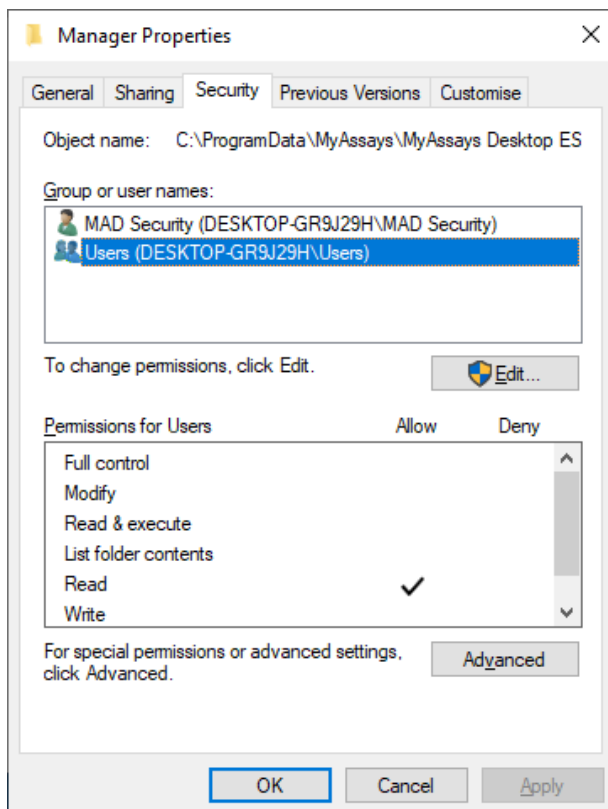 Manager Properties
General Sharing Security Previous Versions Customise
Object name: C:\ProgramData\MyAssays\MyAssays Desktop ES
Group or user names:
MAD Security (DESKTOP-GR9J29H\MAD Security)
Users (DESKTOP-GR9J29H\Users)
To change permissions, click Edit.
Edit...
Permissions for Users Allow Deny
Full control
Modify
Read & execute
List folder contents
Read
Write
For special permissions or advanced settings,
click Advanced.
Advanced
OK Cancel Apply